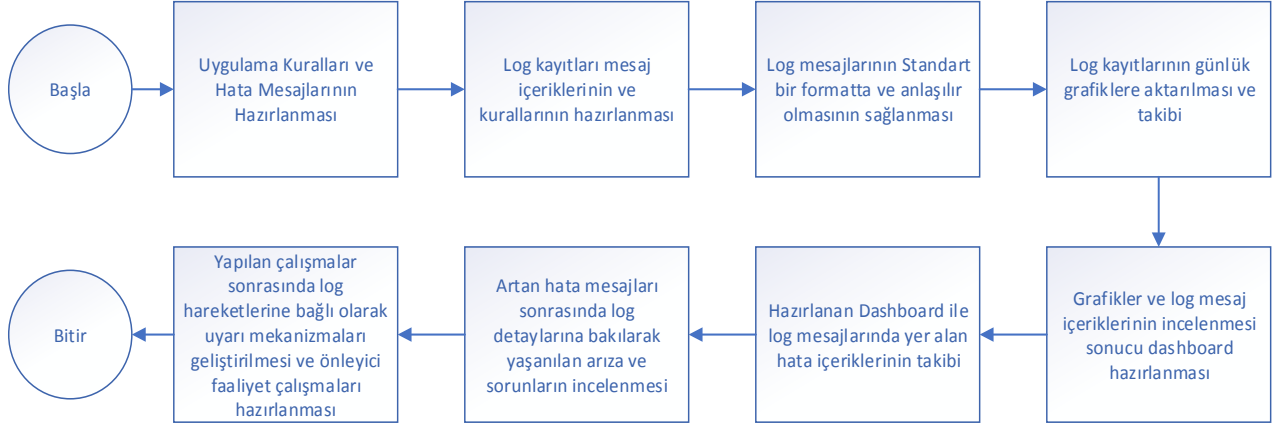 Başla
Uygulama Kuralları ve
Hata Mesajlarının
Hazırlanması
Log kayıtları mesaj
içeriklerinin ve
kurallarının hazırlanması
Log mesajlarının Standart
bir formatta ve anlaşılır
olmasının sağlanması
Log kayıtlarının günlük
grafiklere aktarılması ve
takibi
Grafikler ve log mesaj
içeriklerinin incelenmesi
sonucu dashboard
hazırlanması
Hazırlanan Dashboard ile
log mesajlarında yer alan
hata içeriklerinin takibi
Artan hata mesajları
sonrasında log
detaylarına bakılarak
yaşanılan arıza ve
sorunların incelenmesi
Yapılan çalışmalar
sonrasında log
hareketlerine bağlı olarak
uyarı mekanizmaları
geliştirilmesi ve önleyici
faaliyet çalışmaları
hazırlanması
Bitir